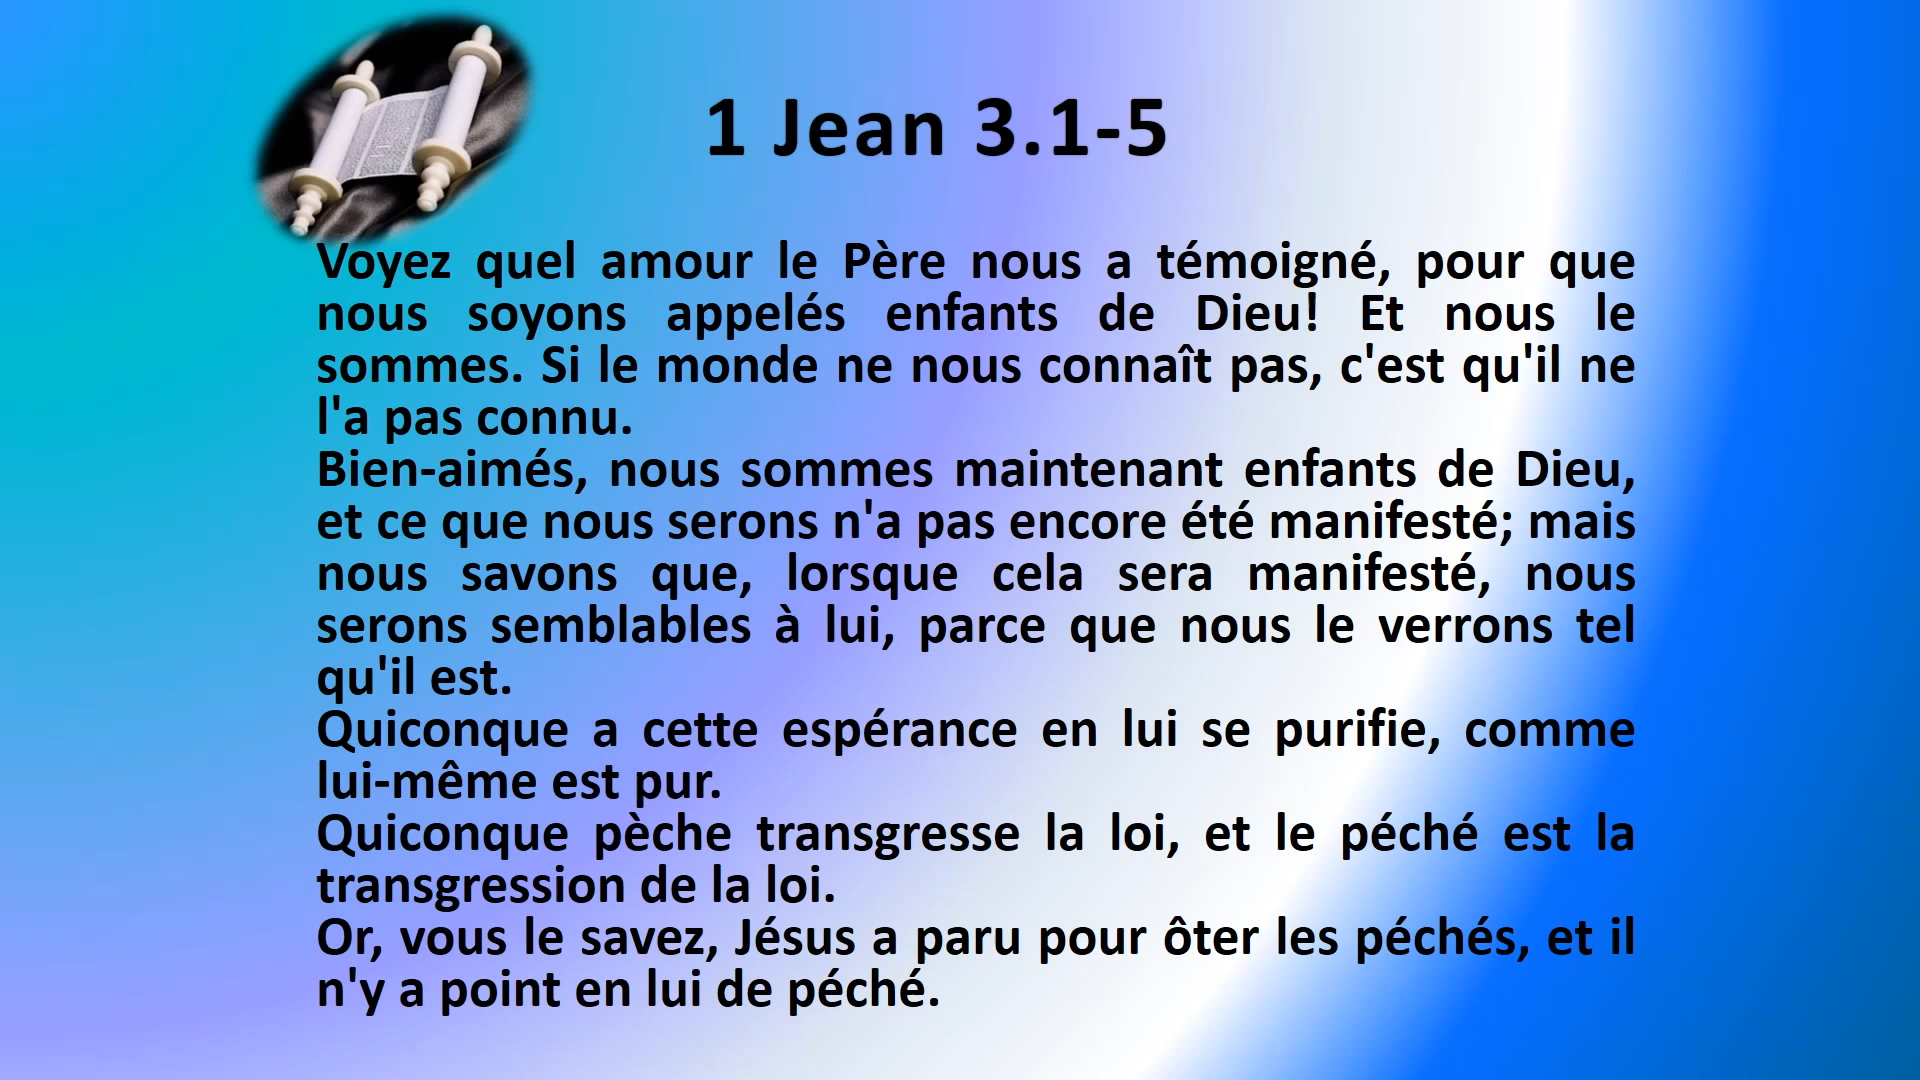 1 Jean 3.1-5
Voyez quel amour le Père nous a témoigné, pour que
nous soyons appelés enfants de Dieu! Et nous le
sommes. Si le monde ne nous connaît pas, c'est qu'il ne
l'a pas connu.
Bien-aimés, nous sommes maintenant enfants de Dieu,
et ce que nous serons n'a pas encore été manifesté; mais
nous savons que, lorsque cela sera manifesté, nous
serons semblables à lui, parce que nous le verrons tel
qu'il est.
Quiconque a cette espérance en lui se purifie, comme
lui-même est pur.
Quiconque pèche transgresse la loi, et le péché est la
transgression de la loi.
Or, vous le savez, Jésus a paru pour ôter les péchés, et il
n'y a point en lui de péché.